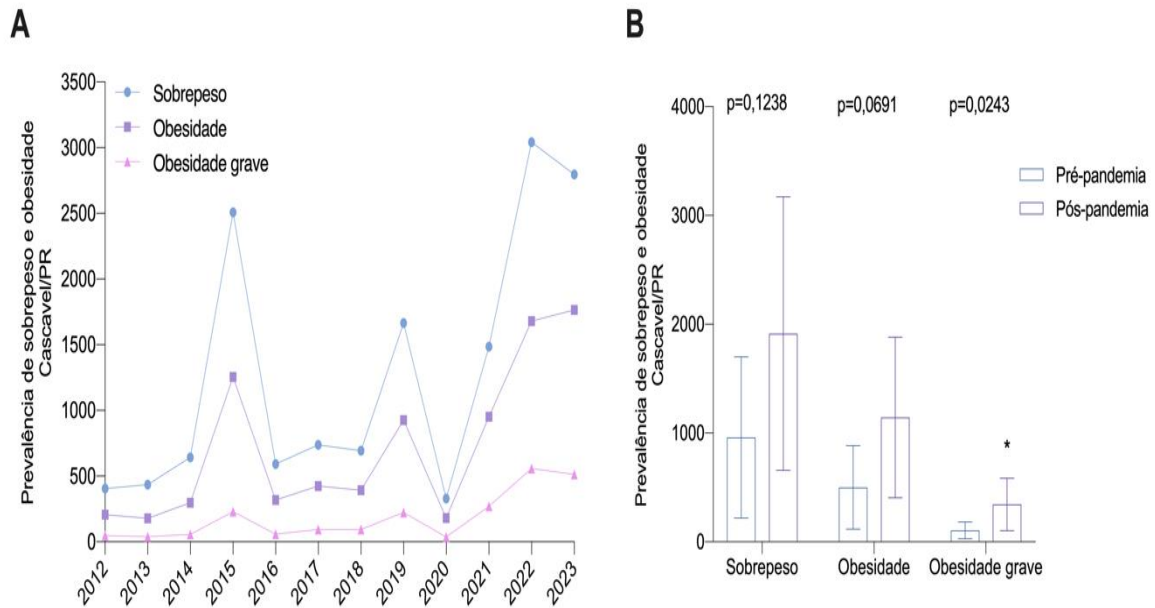 A
Prevalência de sobrepeso e obesidade
Cascavel/PR
3500
3000
2500
2000
1500
1000
500
0
Sobrepeso
Obesidade
Obesidade grave
2012
2013
2014
2015
2016
2017
2018
2019
2020
2021
2022
2023
B
Prevalência de sobrepeso e obesidade
Cascavel/PR
4000
3000
2000
1000
0
p=0,1238
p=0,0691
p=0,0243
*
Pré-pandemia
Pós-pandemia
Sobrepeso
Obesidade
Obesidade grave